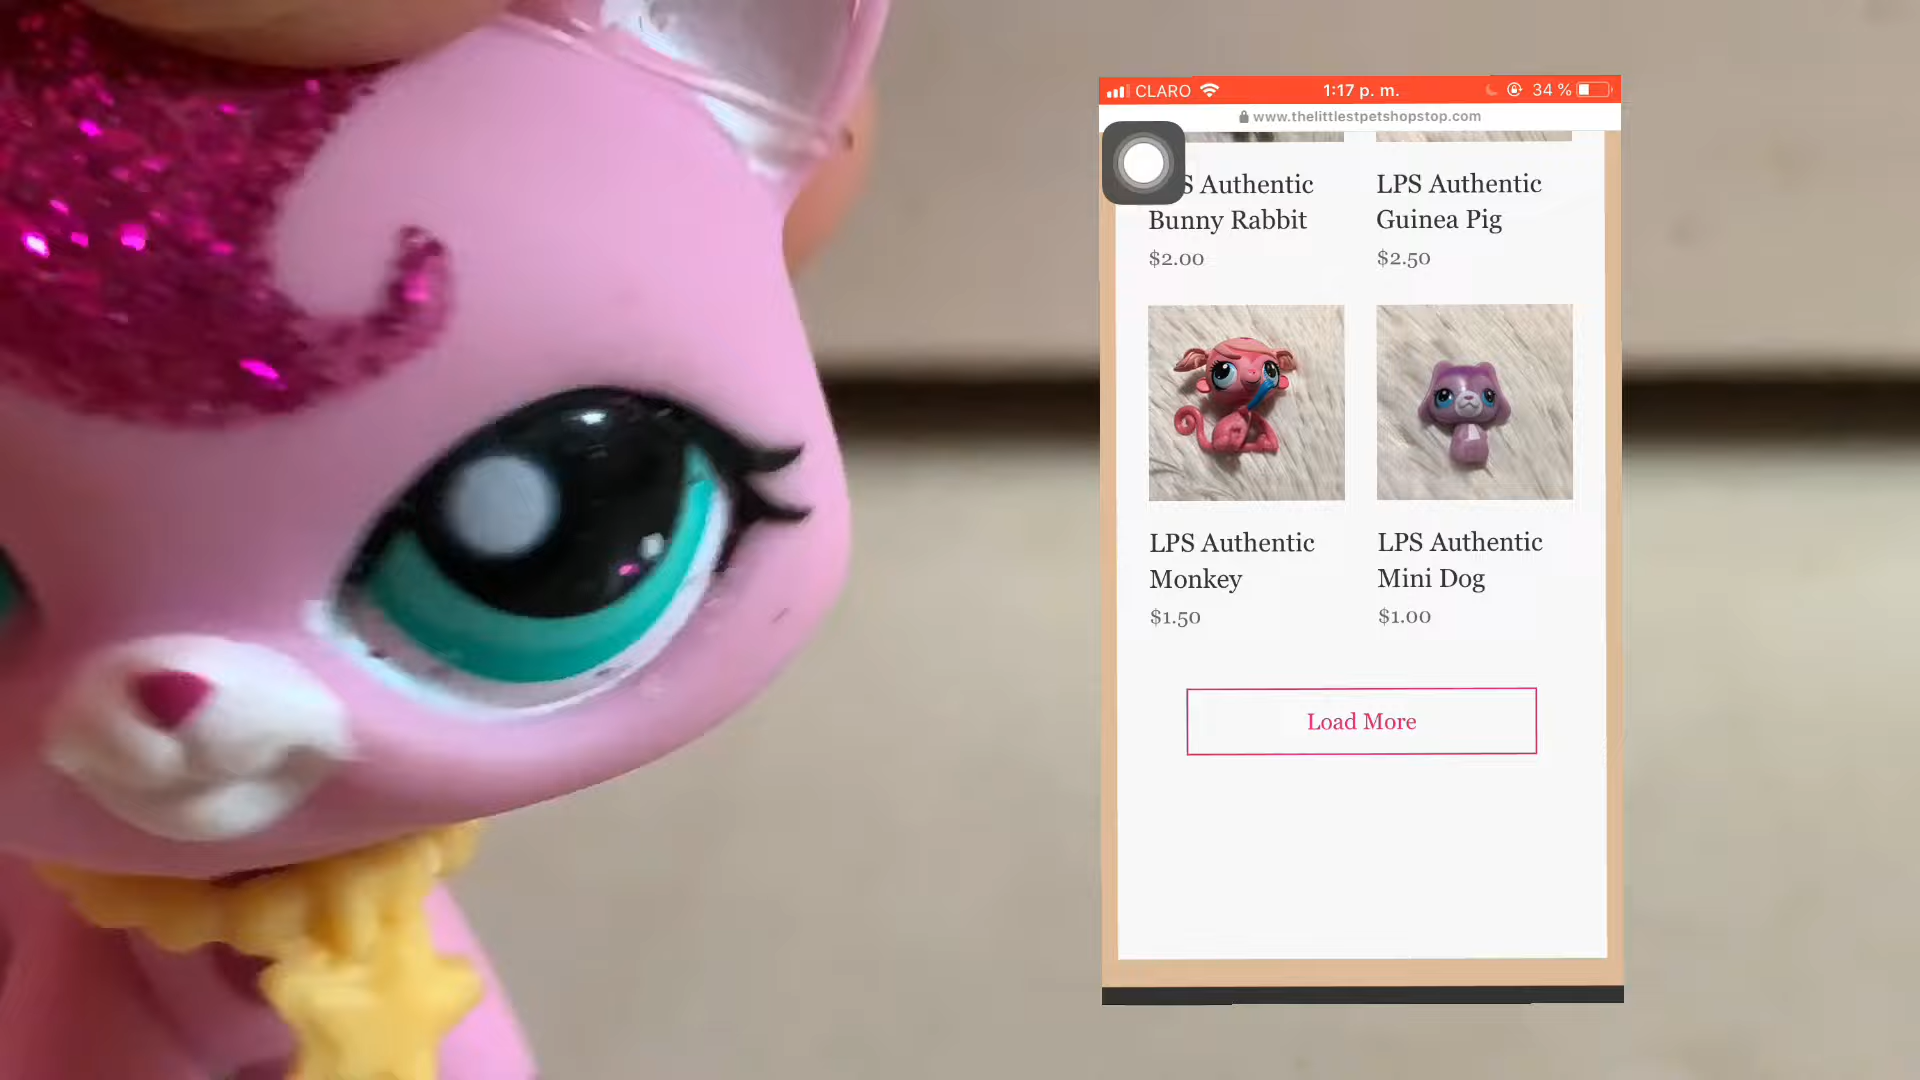 CLARO 1:17 p. m. 34 %
www.thelittlestpetshopstop.com
S Authentic
Bunny Rabbit
$2.00
LPS Authentic
Guinea Pig
$2.50
LPS Authentic
Monkey
$1.50
LPS Authentic
Mini Dog
$1.00
Load More